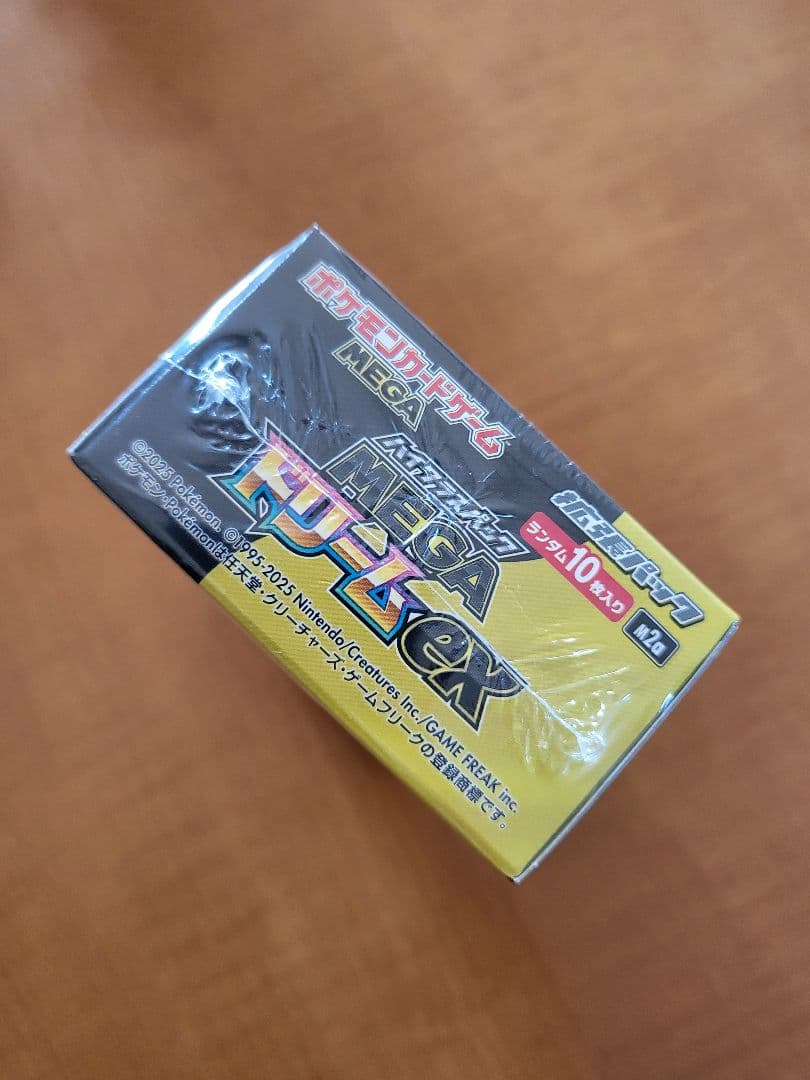 ポケモンカードゲーム
MEGA
拡張パック
ハイクラスパック
MEGA
ドリームex
ランダム10枚入り
M2a
©2025 Pokémon. ©1995-2025 Nintendo/Creatures Inc./GAME FREAK inc.
ポケモン・Pokémonは任天堂・クリーチャーズ・ゲームフリークの登録商標です。